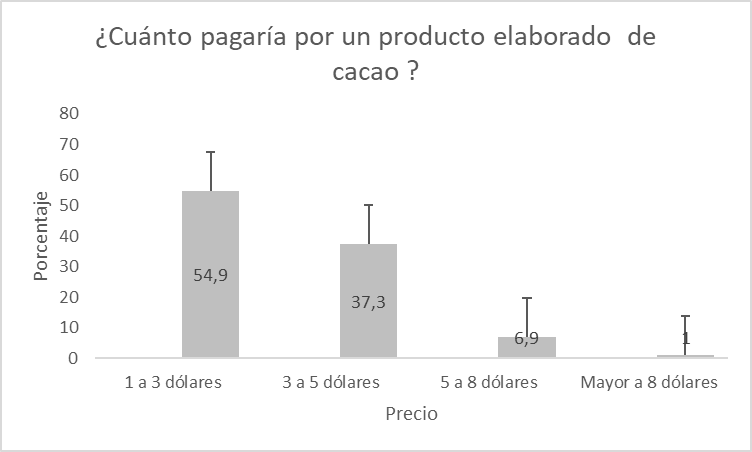 ¿Cuánto pagaría por un producto elaborado  de
cacao ?
80
70
60
50
40
30
20
10
0
Porcentaje
54,9
37,3
6,9
1
1 a 3 dólares
3 a 5 dólares
5 a 8 dólares
Mayor a 8 dólares
Precio